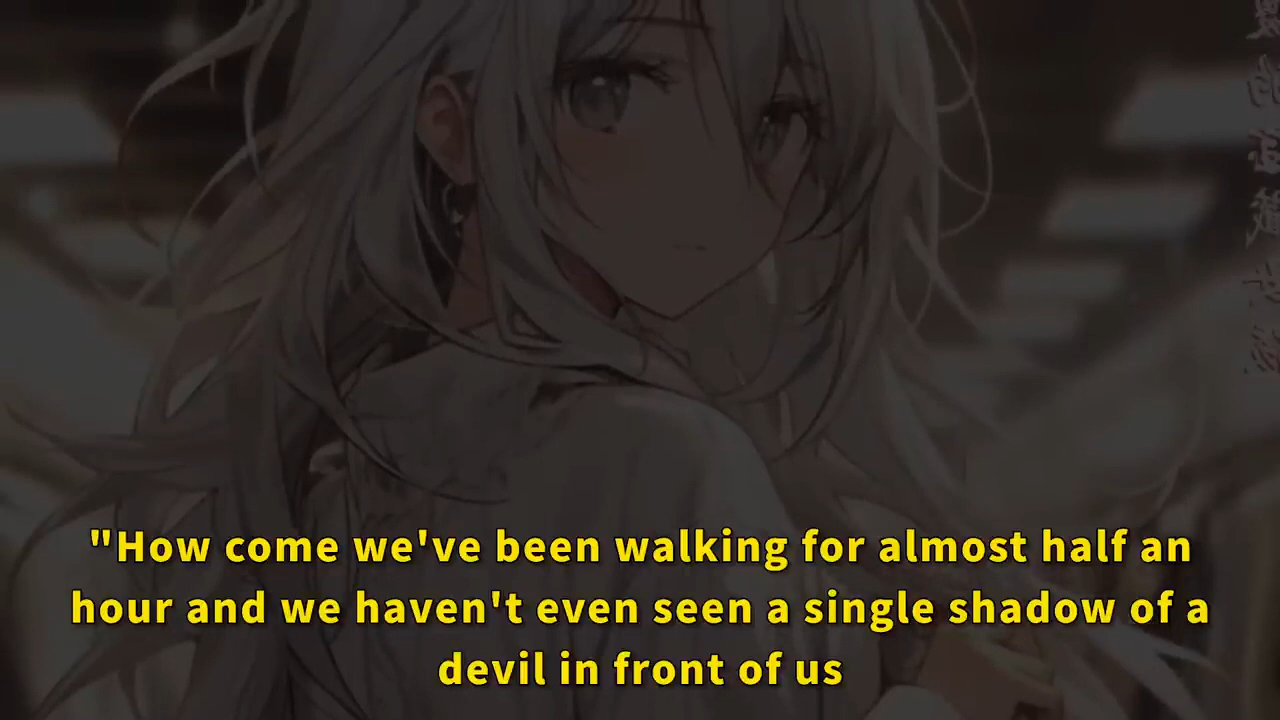 "How come we've been walking for almost half an
hour and we haven't even seen a single shadow of a
devil in front of us